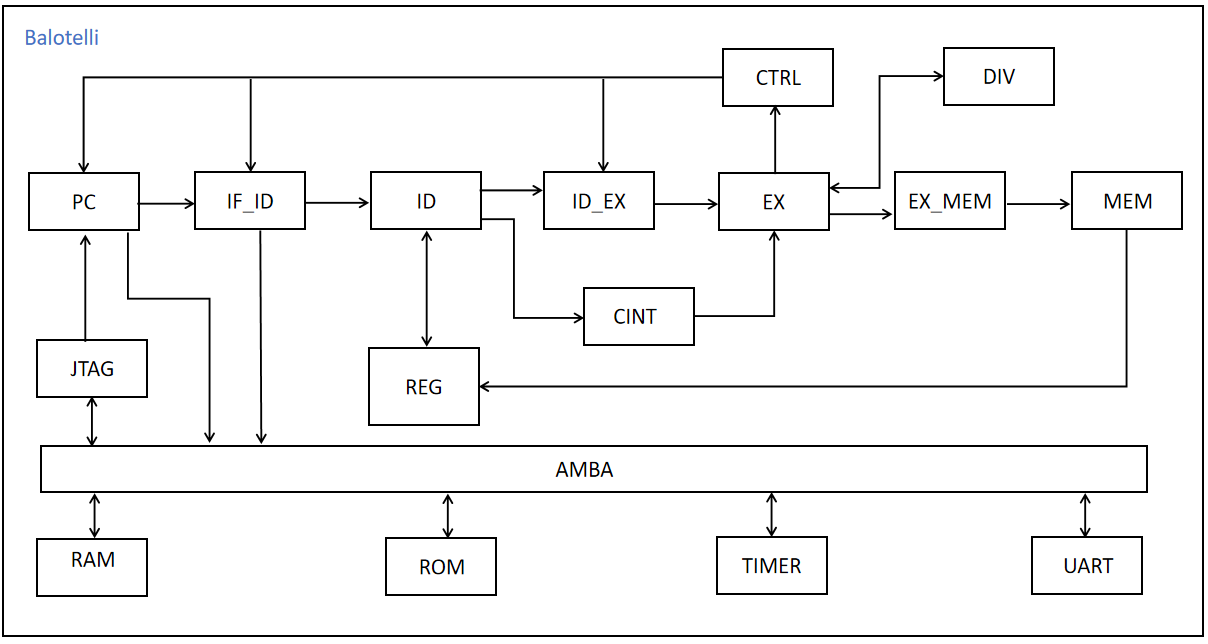 Balotelli
CTRL
DIV
PC
IF_ID
ID
ID_EX
EX
EX_MEM
MEM
CINT
JTAG
REG
AMBA
RAM
ROM
TIMER
UART